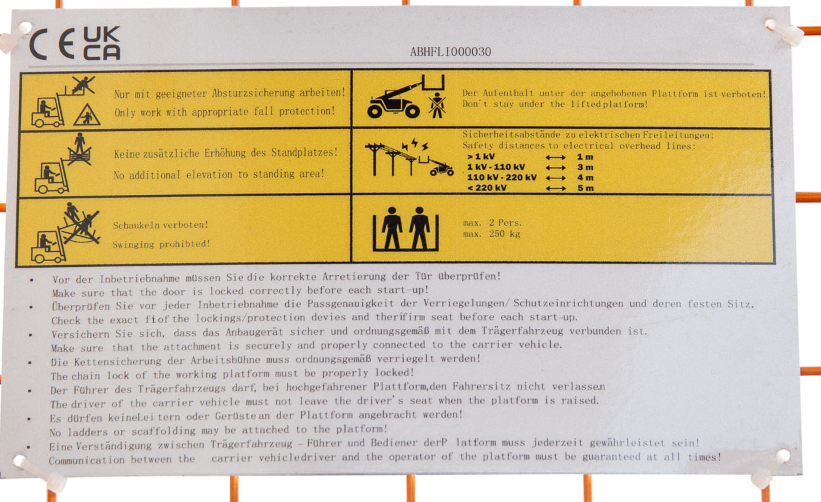 CE UK CA
ABHFLI000030
Nur mit geeigneter Absturzsicherung arbeiten!
Only work with appropriate fall protection!
Der Aufenthalt unter der angehobenen Plattform ist verboten!
Don't stay under the lifted platform!
Keine zusätzliche Erhöhung des Standplatzes!
No additional elevation to standing area!
Sicherheitsabstände zu elektrischen Freileitungen:
Safety distances to electrical overhead lines:
> 1 kV ↔ 1 m
1 kV - 110 kV ↔ 3 m
110 kV - 220 kV ↔ 4 m
< 220 kV ↔ 5 m
Schaukeln verboten!
Swinging prohibted!
max. 2 Pers.
max. 250 kg
• Vor der Inbetriebnahme müssen Sie die korrekte Arretierung der Tür überprüfen!
Make sure that the door is locked correctly before each start-up!
• Überprüfen Sie vor jeder Inbetriebnahme die Passgenauigkeit der Verriegelungen/ Schutzeinrichtungen und deren festen Sitz.
Check the exact fitof the lockings/protection devies and therifirm seat before each start-up.
• Versichern Sie sich, dass das Anbaugerät sicher und ordnungsgemäß mit dem Trägerfahrzeug verbunden ist.
Make sure that the attachment is securely and properly connected to the carrier vehicle.
• Die Kettensicherung der Arbeitsbühne muss ordnungsgemäß verriegelt werden!
The chain lock of the working platform must be properly locked!
• Der Führer des Trägerfahrzeugs darf, bei hochgefahrener Plattform,den Fahrersitz nicht verlassen
The driver of the carrier vehicle must not leave the driver's seat when the platform is raised.
• Es dürfen keineLeitern oder Gerüste an der Plattform angebracht werden!
No ladders or scaffolding may be attached to the platform!
• Eine Verständigung zwischen Trägerfahrzeug – Führer und Bediener derP latform muss jederzeit gewährleistet sein!
Communication between the carrier vehicledriver and the operator of the platform must be guaranteed at all times!